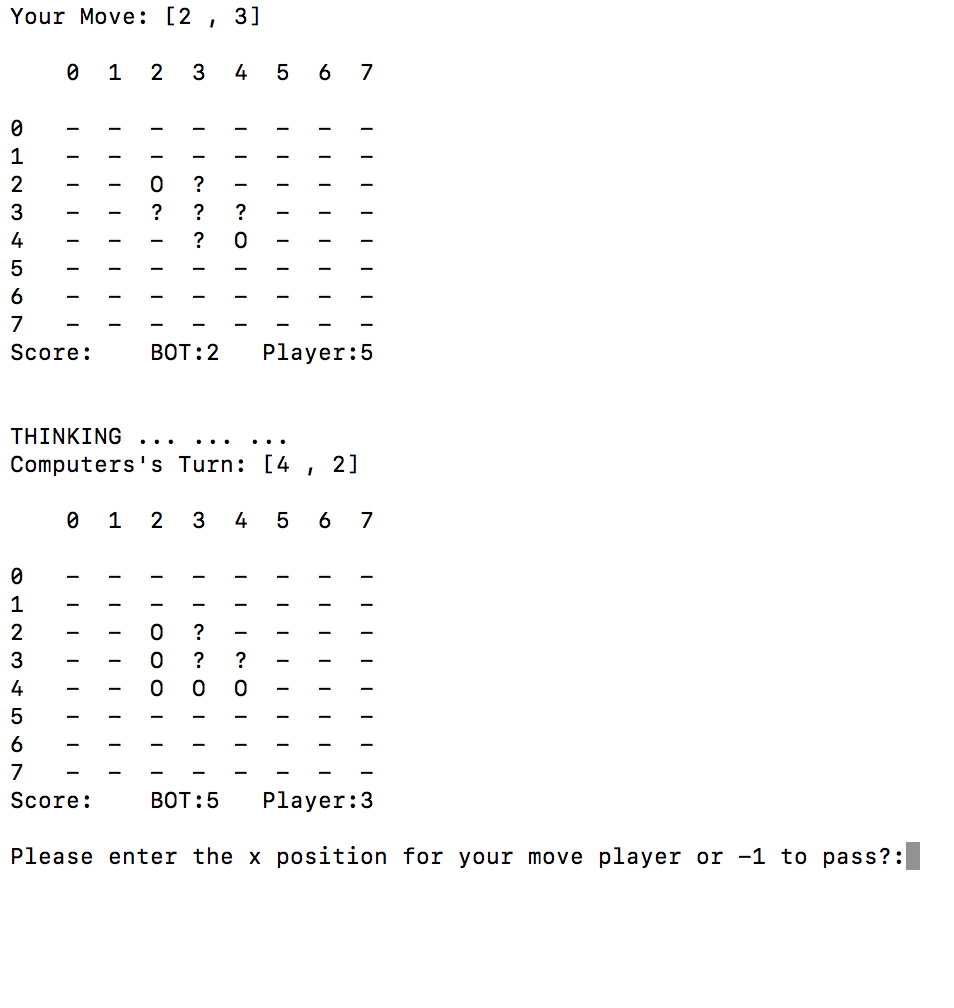 Your Move: [2 , 3]
    0  1  2  3  4  5  6  7
0   –  –  –  –  –  –  –  –
1   –  –  –  –  –  –  –  –
2   –  –  O  ?  –  –  –  –
3   –  –  ?  ?  ?  –  –  –
4   –  –  –  ?  O  –  –  –
5   –  –  –  –  –  –  –  –
6   –  –  –  –  –  –  –  –
7   –  –  –  –  –  –  –  –
Score:    BOT:2   Player:5
THINKING ... ... ...
Computers's Turn: [4 , 2]
    0  1  2  3  4  5  6  7
0   –  –  –  –  –  –  –  –
1   –  –  –  –  –  –  –  –
2   –  –  O  ?  –  –  –  –
3   –  –  O  ?  ?  –  –  –
4   –  –  O  O  O  –  –  –
5   –  –  –  –  –  –  –  –
6   –  –  –  –  –  –  –  –
7   –  –  –  –  –  –  –  –
Score:    BOT:5   Player:3
Please enter the x position for your move player or –1 to pass?: